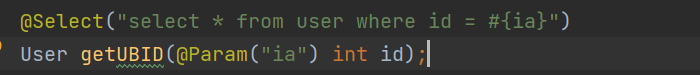 @Select("select * from user where id = #{ia}")
User getUBID(@Param("ia") int id);